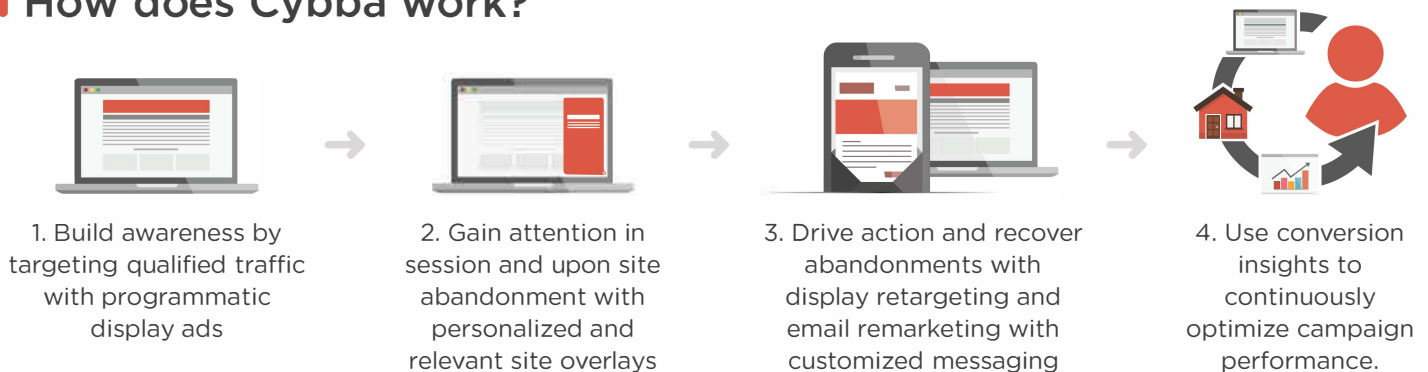 How does Cybba work?
1. Build awareness by
targeting qualified traffic
with programmatic
display ads
2. Gain attention in
session and upon site
abandonment with
personalized and
relevant site overlays
3. Drive action and recover
abandonments with
display retargeting and
email remarketing with
customized messaging
4. Use conversion
insights to
continuously
optimize campaign
performance.